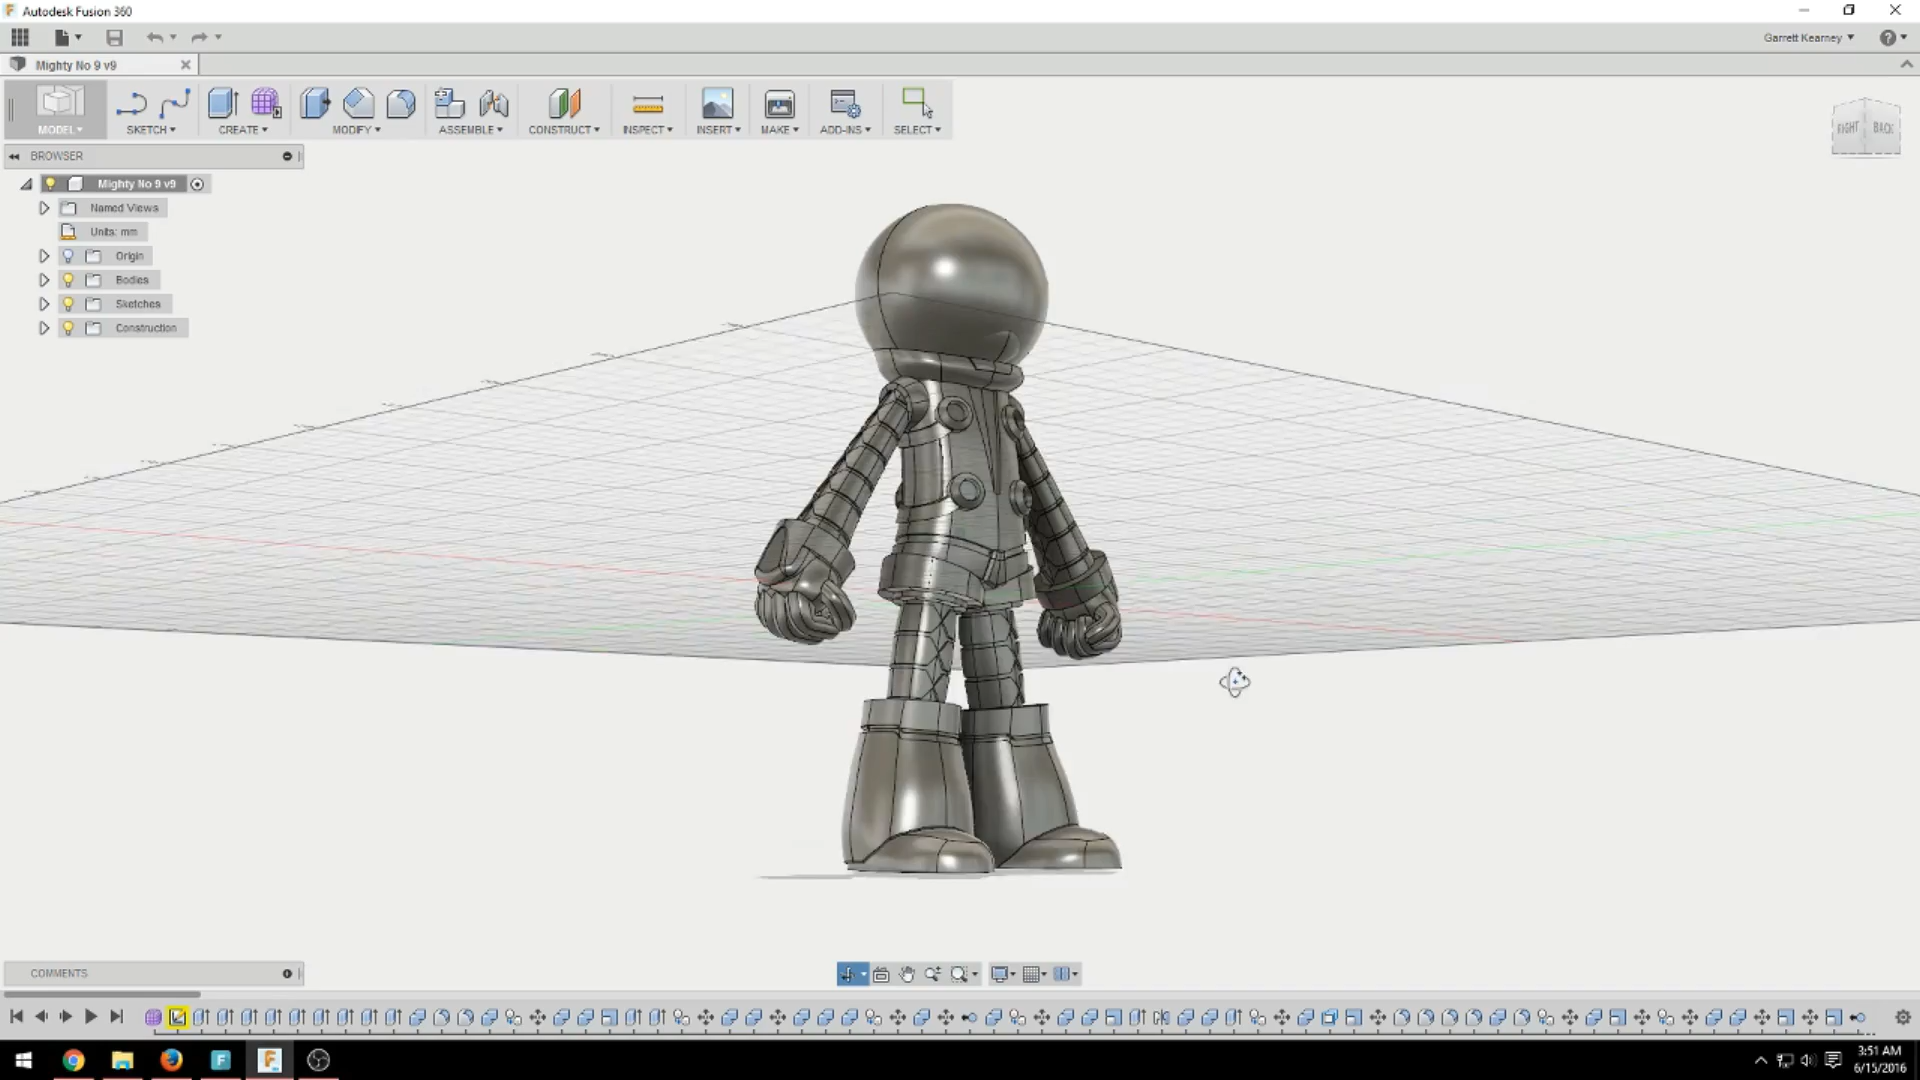 Autodesk Fusion 360
Garrett Kearney
Mighty No 9 v9
MODEL
SKETCH
CREATE
MODIFY
ASSEMBLE
CONSTRUCT
INSPECT
INSERT
MAKE
ADD-INS
SELECT
RIGHT
BACK
BROWSER
Mighty No 9 v9
Named Views
Units: mm
Origin
Bodies
Sketches
Construction
COMMENTS
3:51 AM
6/15/2016